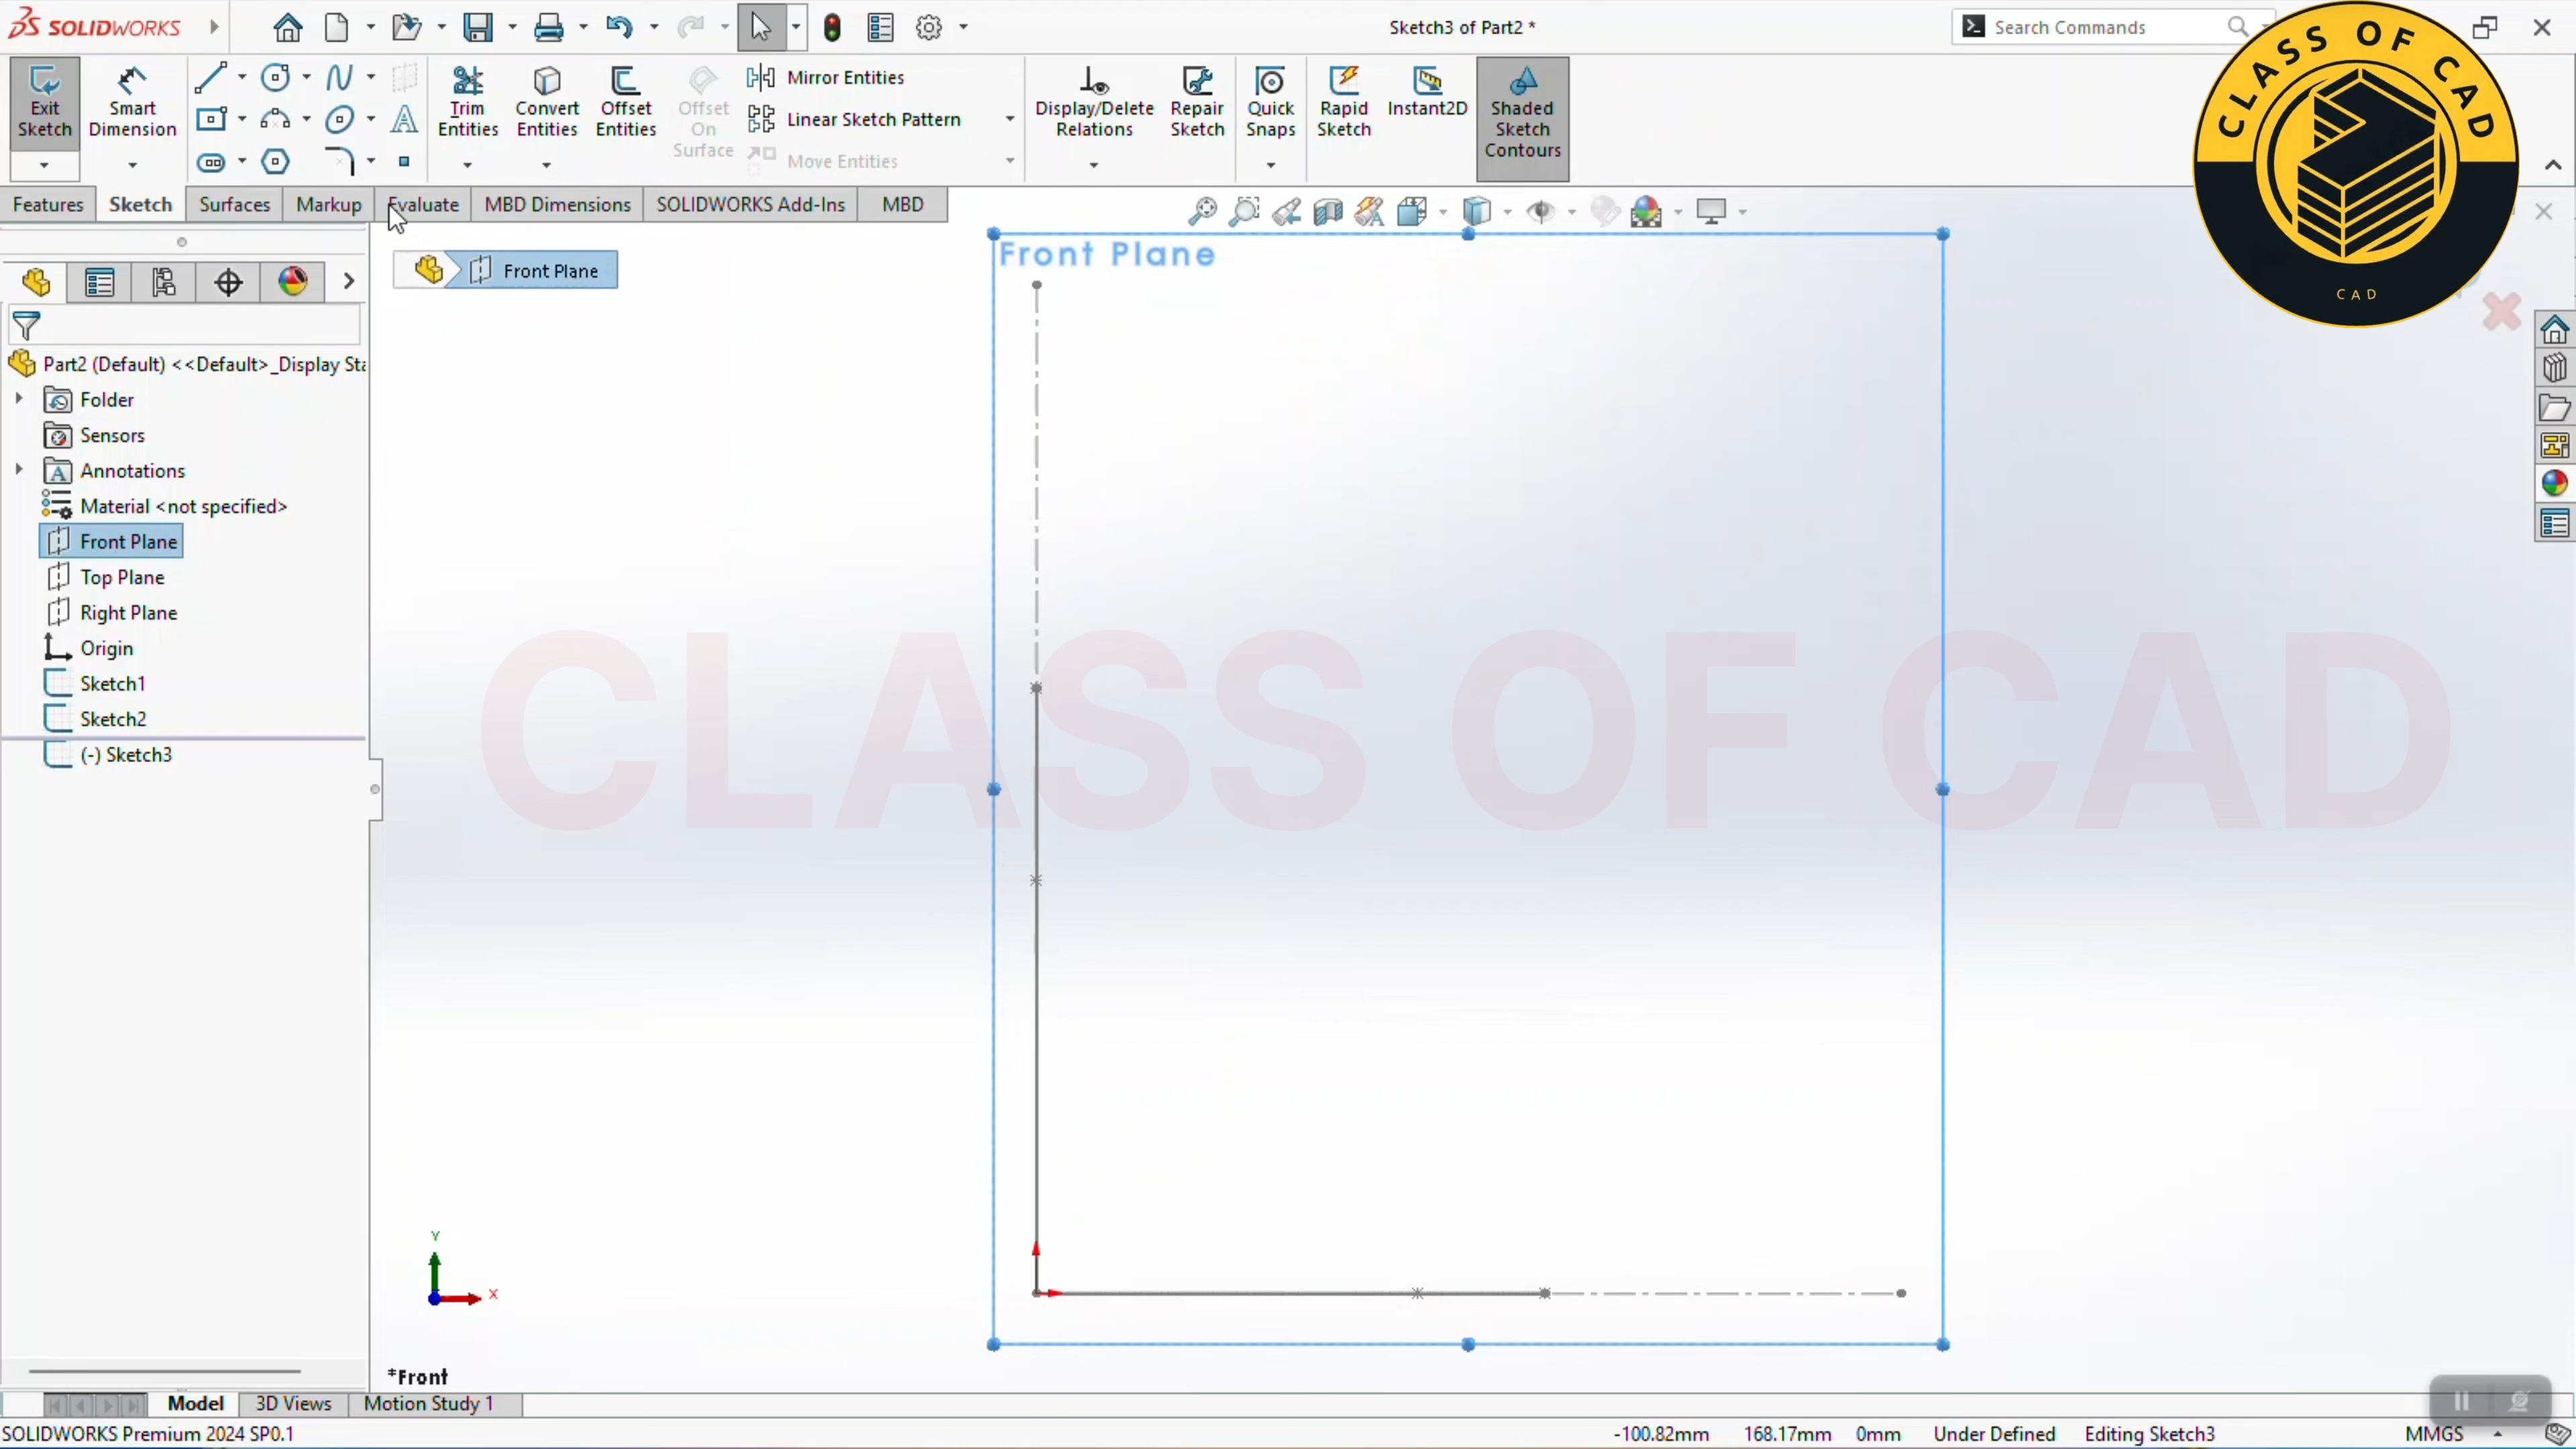 SOLIDWORKS
Sketch3 of Part2 *
Search Commands
CLASS OF CAD
CAD
Exit Sketch
Smart Dimension
Trim Entities
Convert Entities
Offset Entities
Offset On Surface
Mirror Entities
Linear Sketch Pattern
Move Entities
Display/Delete Relations
Repair Sketch
Quick Snaps
Rapid Sketch
Instant2D
Shaded Sketch Contours
Features
Sketch
Surfaces
Markup
Evaluate
MBD Dimensions
SOLIDWORKS Add-Ins
MBD
Front Plane
Front Plane
Part2 (Default) <<Default>_Display Sta
Folder
Sensors
Annotations
Material <not specified>
Front Plane
Top Plane
Right Plane
Origin
Sketch1
Sketch2
(-) Sketch3
CLASS OF CAD
Y
X
*Front
Model
3D Views
Motion Study 1
SOLIDWORKS Premium 2024 SP0.1
-100.82mm
168.17mm
0mm
Under Defined
Editing Sketch3
MMGS